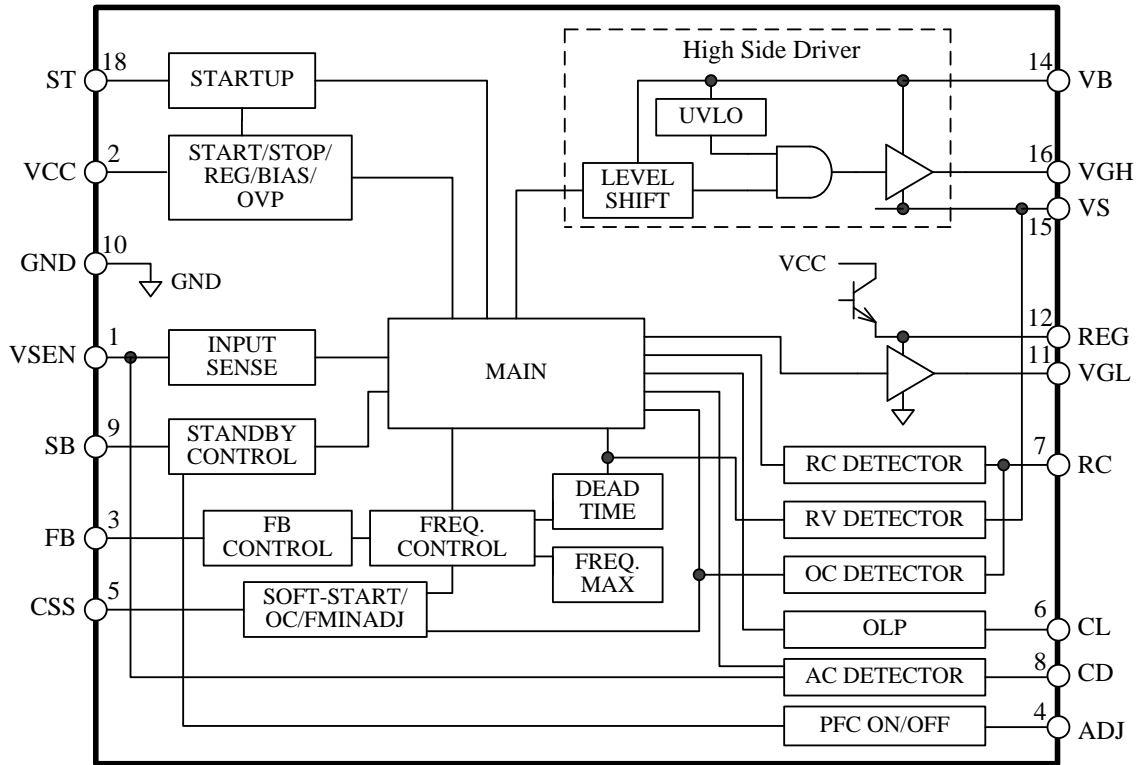 High Side Driver
18
ST
STARTUP
14
VB
UVLO
2
VCC
START/STOP/
REG/BIAS/
OVP
LEVEL
SHIFT
16
VGH
VS
15
10
GND
GND
VCC
1
VSEN
INPUT
SENSE
MAIN
12
REG
11
VGL
9
SB
STANDBY
CONTROL
RC DETECTOR
7
RC
DEAD
TIME
RV DETECTOR
3
FB
FB
CONTROL
FREQ.
CONTROL
FREQ.
MAX
OC DETECTOR
5
CSS
SOFT-START/
OC/FMINADJ
OLP
6
CL
AC DETECTOR
8
CD
PFC ON/OFF
4
ADJ